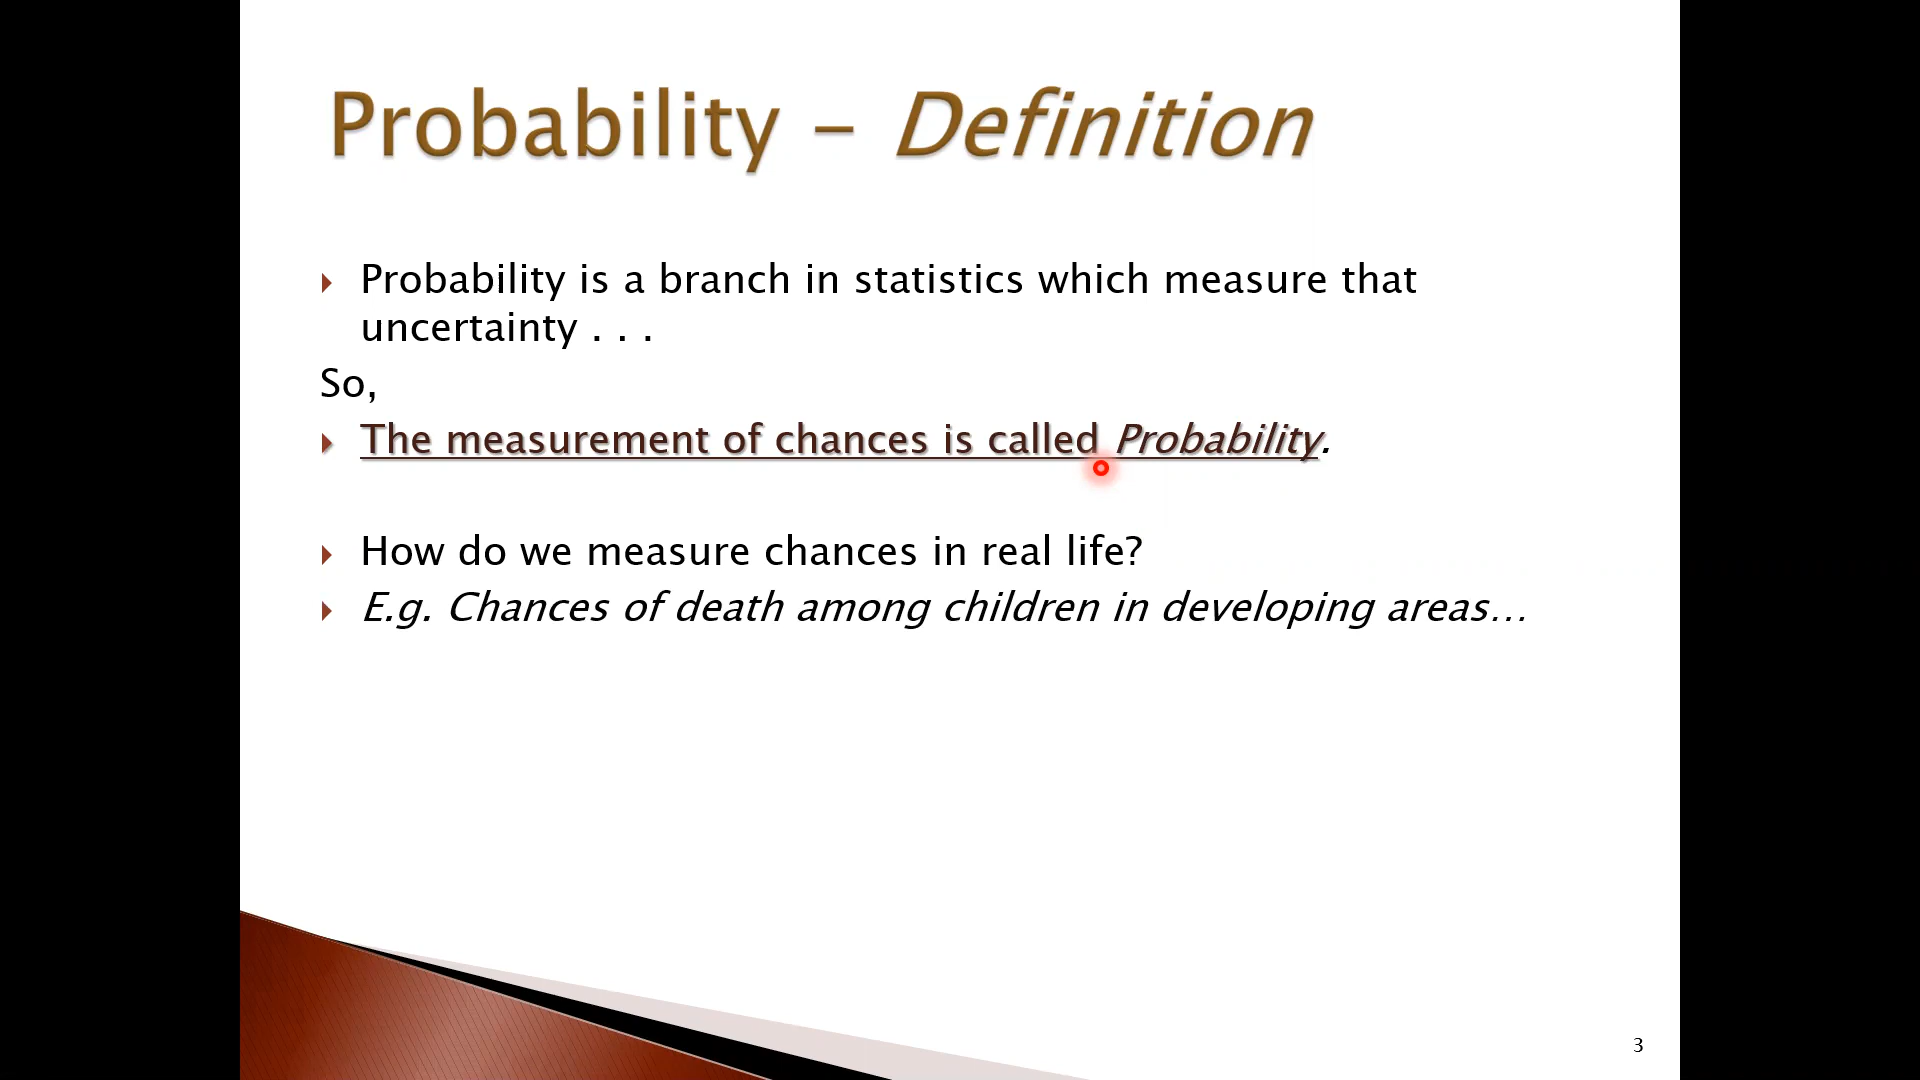 Probability – Definition
Probability is a branch in statistics which measure that
uncertainty . . .
So,
The measurement of chances is called Probability.
How do we measure chances in real life?
E.g. Chances of death among children in developing areas…
3